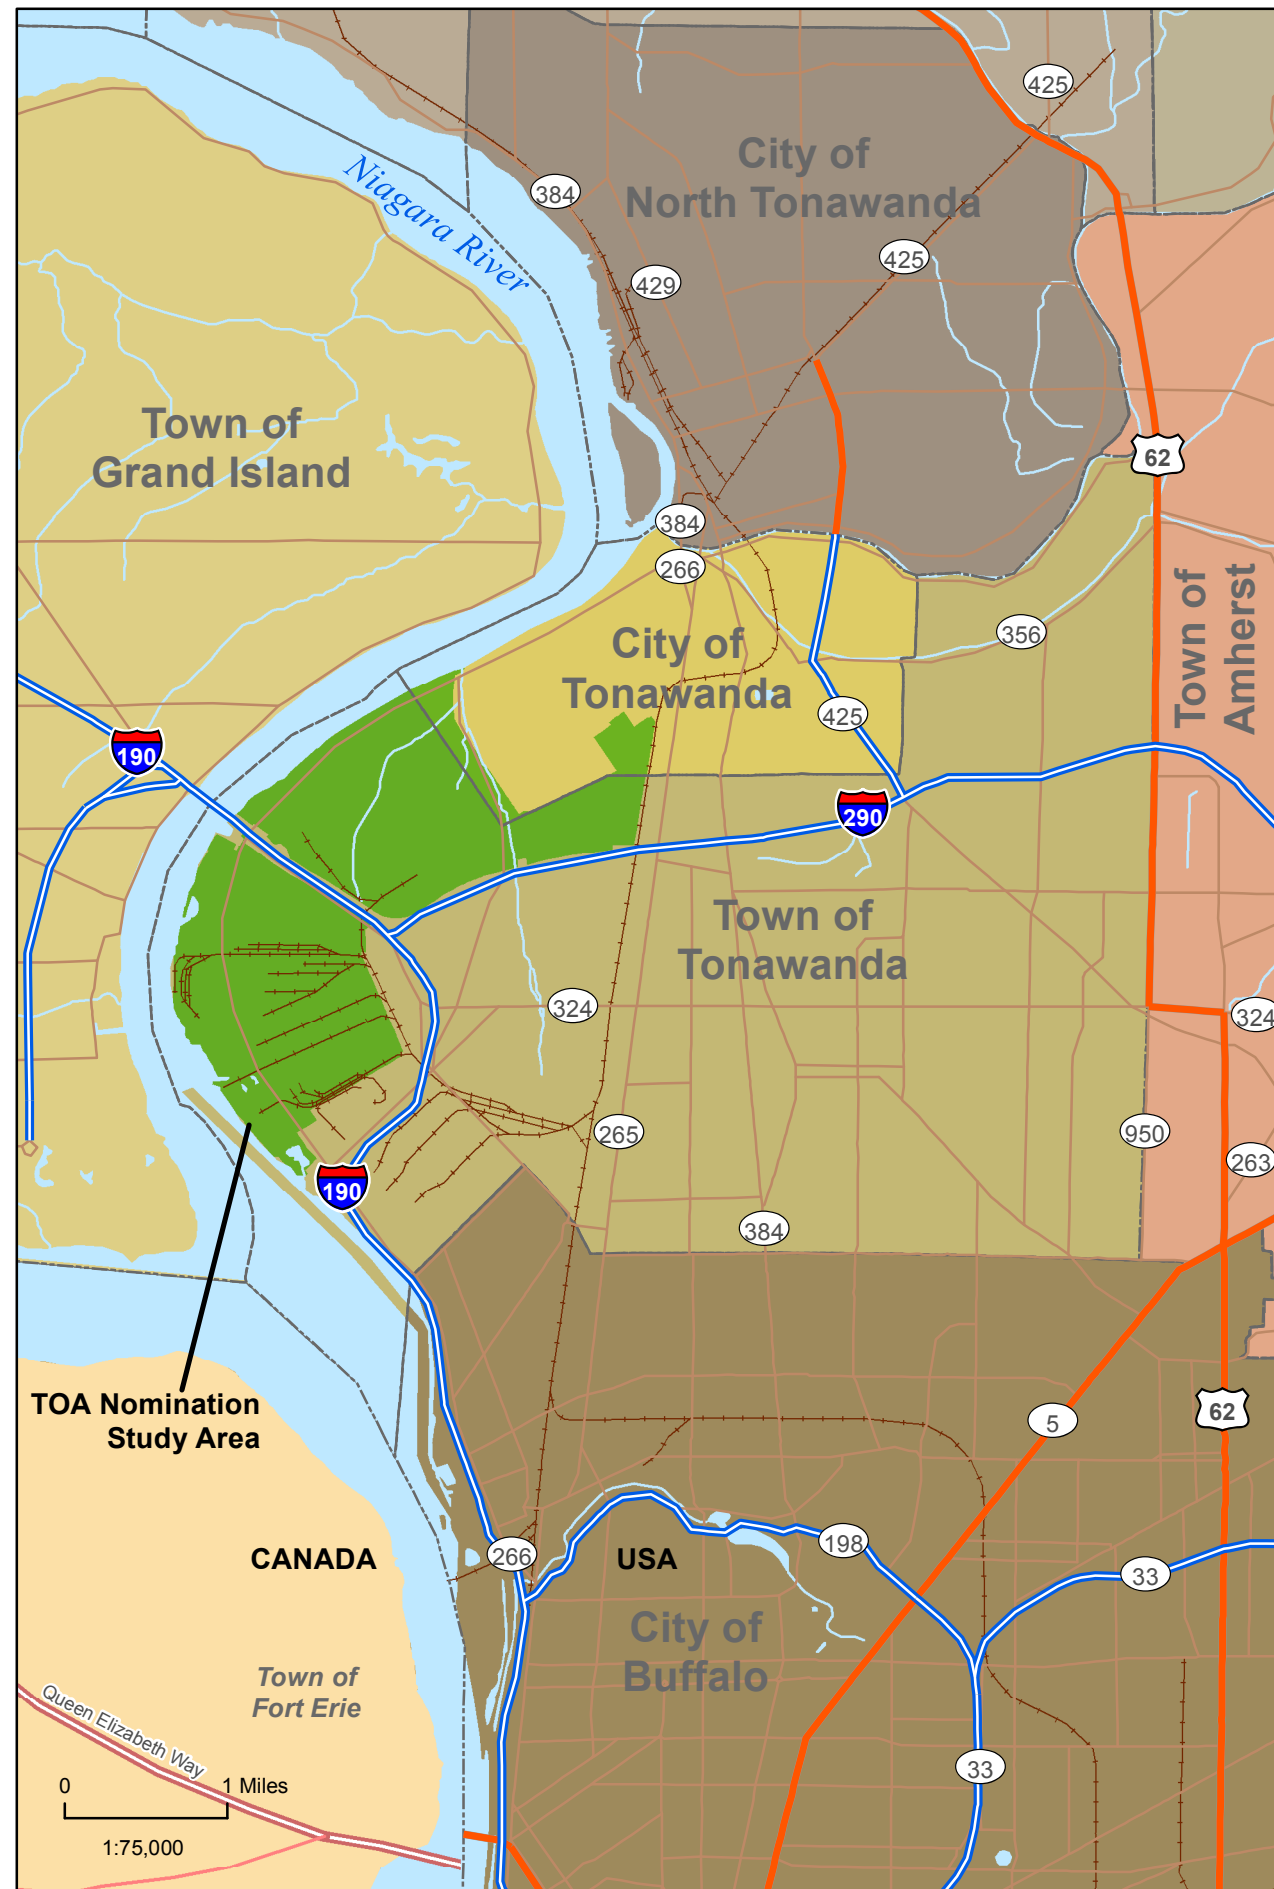 425
City of
North Tonawanda
384
Niagara River
425
429
Town of
Grand Island
62
384
266
Town of
Amherst
356
City of
Tonawanda
425
190
290
Town of
Tonawanda
324
324
265
950
263
190
384
TOA Nomination
Study Area
62
5
CANADA
266
USA
198
33
City of
Buffalo
Town of
Fort Erie
Queen Elizabeth Way
33
0
1 Miles
1:75,000